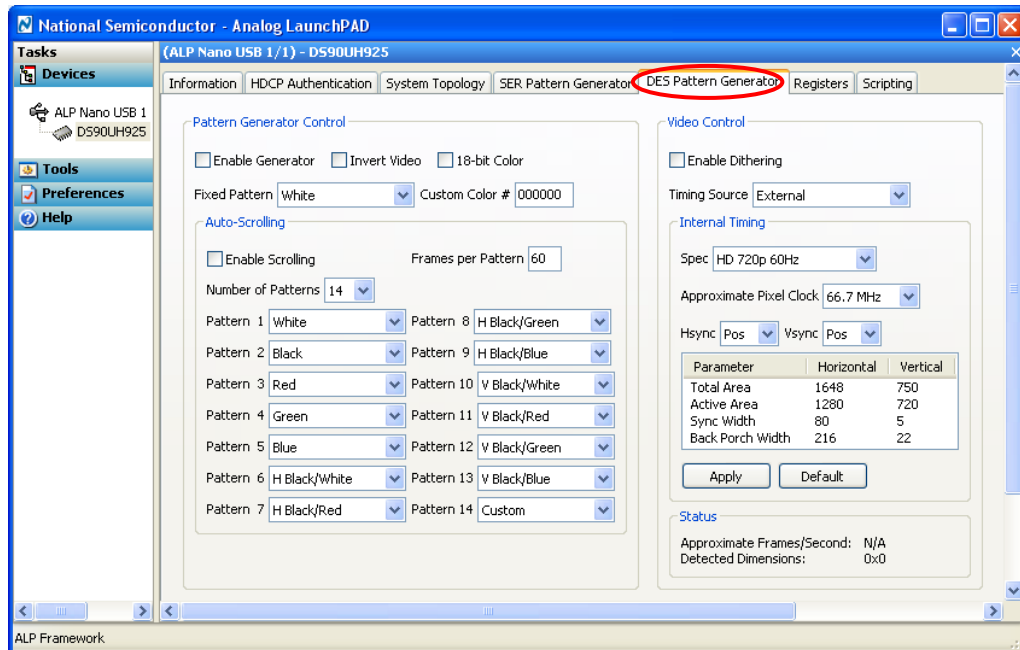 National Semiconductor - Analog LaunchPAD
Tasks
Devices
ALP Nano USB 1
DS90UH925
Tools
Preferences
Help
(ALP Nano USB 1/1) - DS90UH925
Information HDCP Authentication System Topology SER Pattern Generator DES Pattern Generator Registers Scripting
Pattern Generator Control
Enable Generator Invert Video 18-bit Color
Fixed Pattern White Custom Color # 000000
Auto-Scrolling
Enable Scrolling Frames per Pattern 60
Number of Patterns 14
Pattern 1 White Pattern 8 H Black/Green
Pattern 2 Black Pattern 9 H Black/Blue
Pattern 3 Red Pattern 10 V Black/White
Pattern 4 Green Pattern 11 V Black/Red
Pattern 5 Blue Pattern 12 V Black/Green
Pattern 6 H Black/White Pattern 13 V Black/Blue
Pattern 7 H Black/Red Pattern 14 Custom
Video Control
Enable Dithering
Timing Source External
Internal Timing
Spec HD 720p 60Hz
Approximate Pixel Clock 66.7 MHz
Hsync Pos Vsync Pos
Parameter Horizontal Vertical
Total Area 1648 750
Active Area 1280 720
Sync Width 80 5
Back Porch Width 216 22
Apply Default
Status
Approximate Frames/Second: N/A
Detected Dimensions: 0x0
ALP Framework